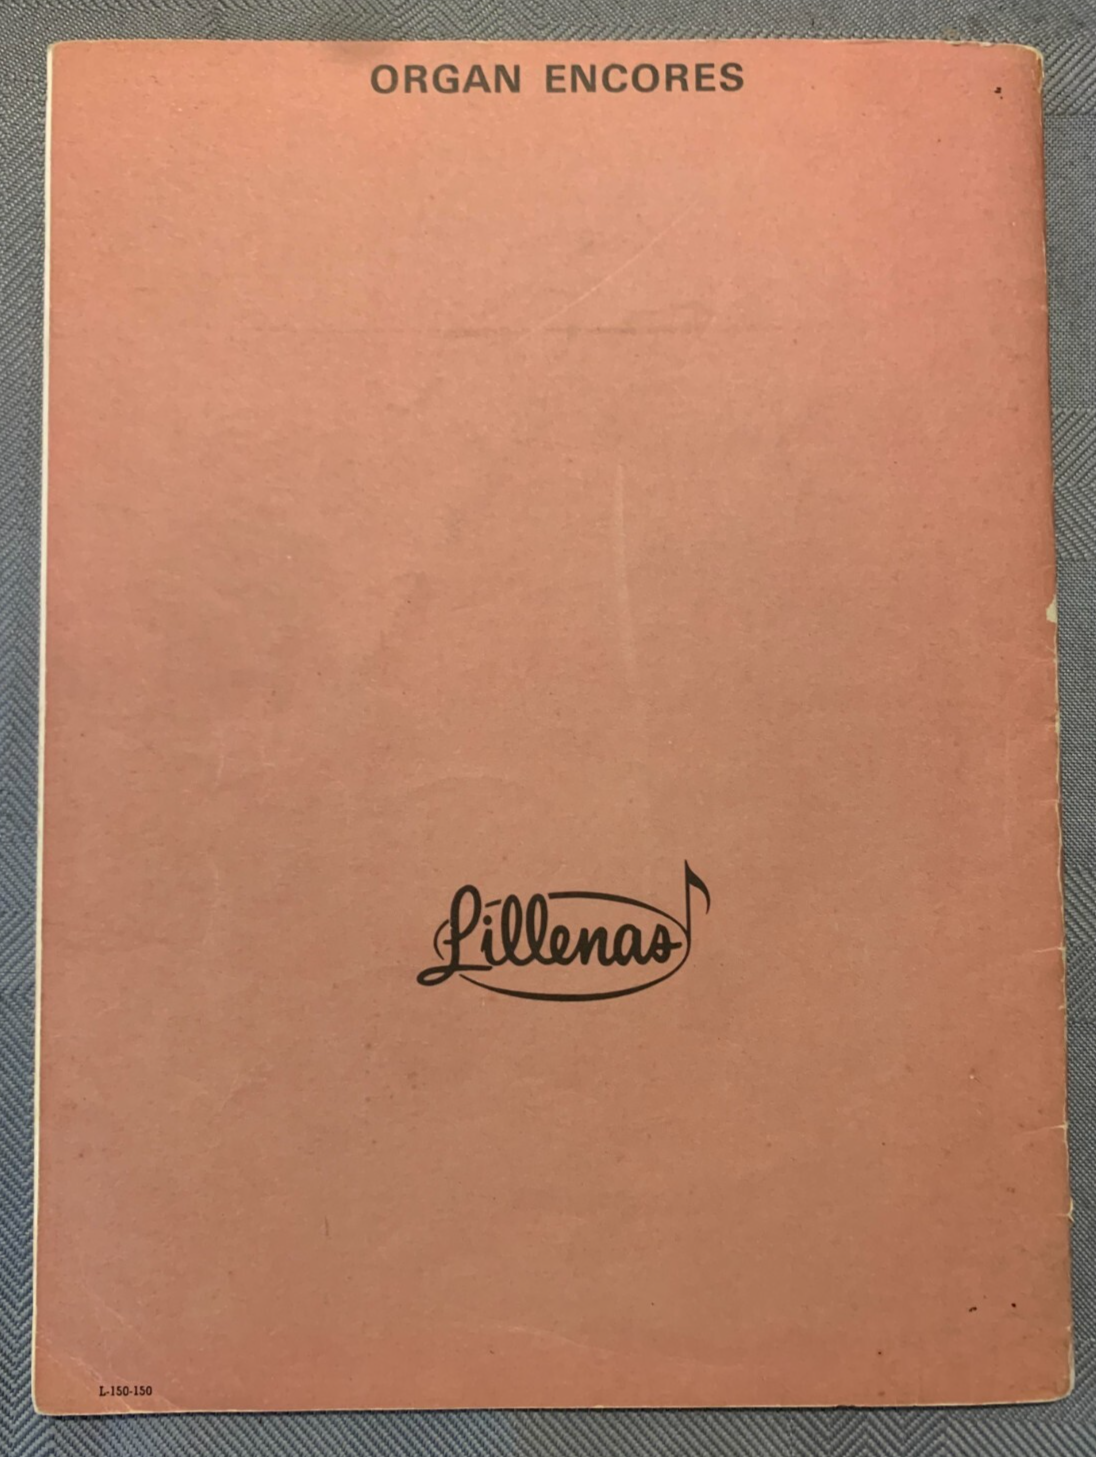 ORGAN ENCORES
Lillenas
L-150-150